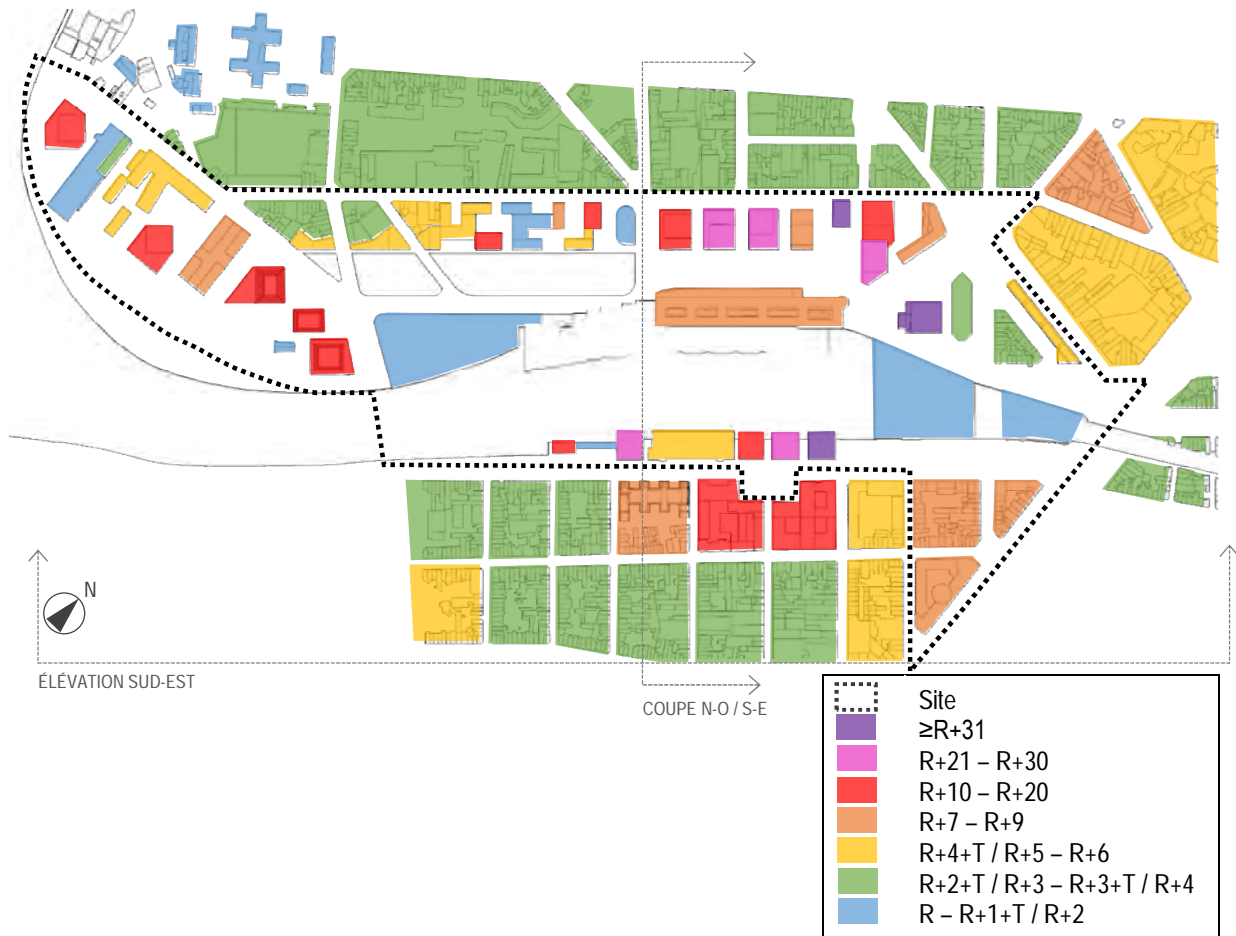 N
ÉLÉVATION SUD-EST
COUPE N-O / S-E
Site
≥R+31
R+21 – R+30
R+10 – R+20
R+7 – R+9
R+4+T / R+5 – R+6
R+2+T / R+3 – R+3+T / R+4
R – R+1+T / R+2